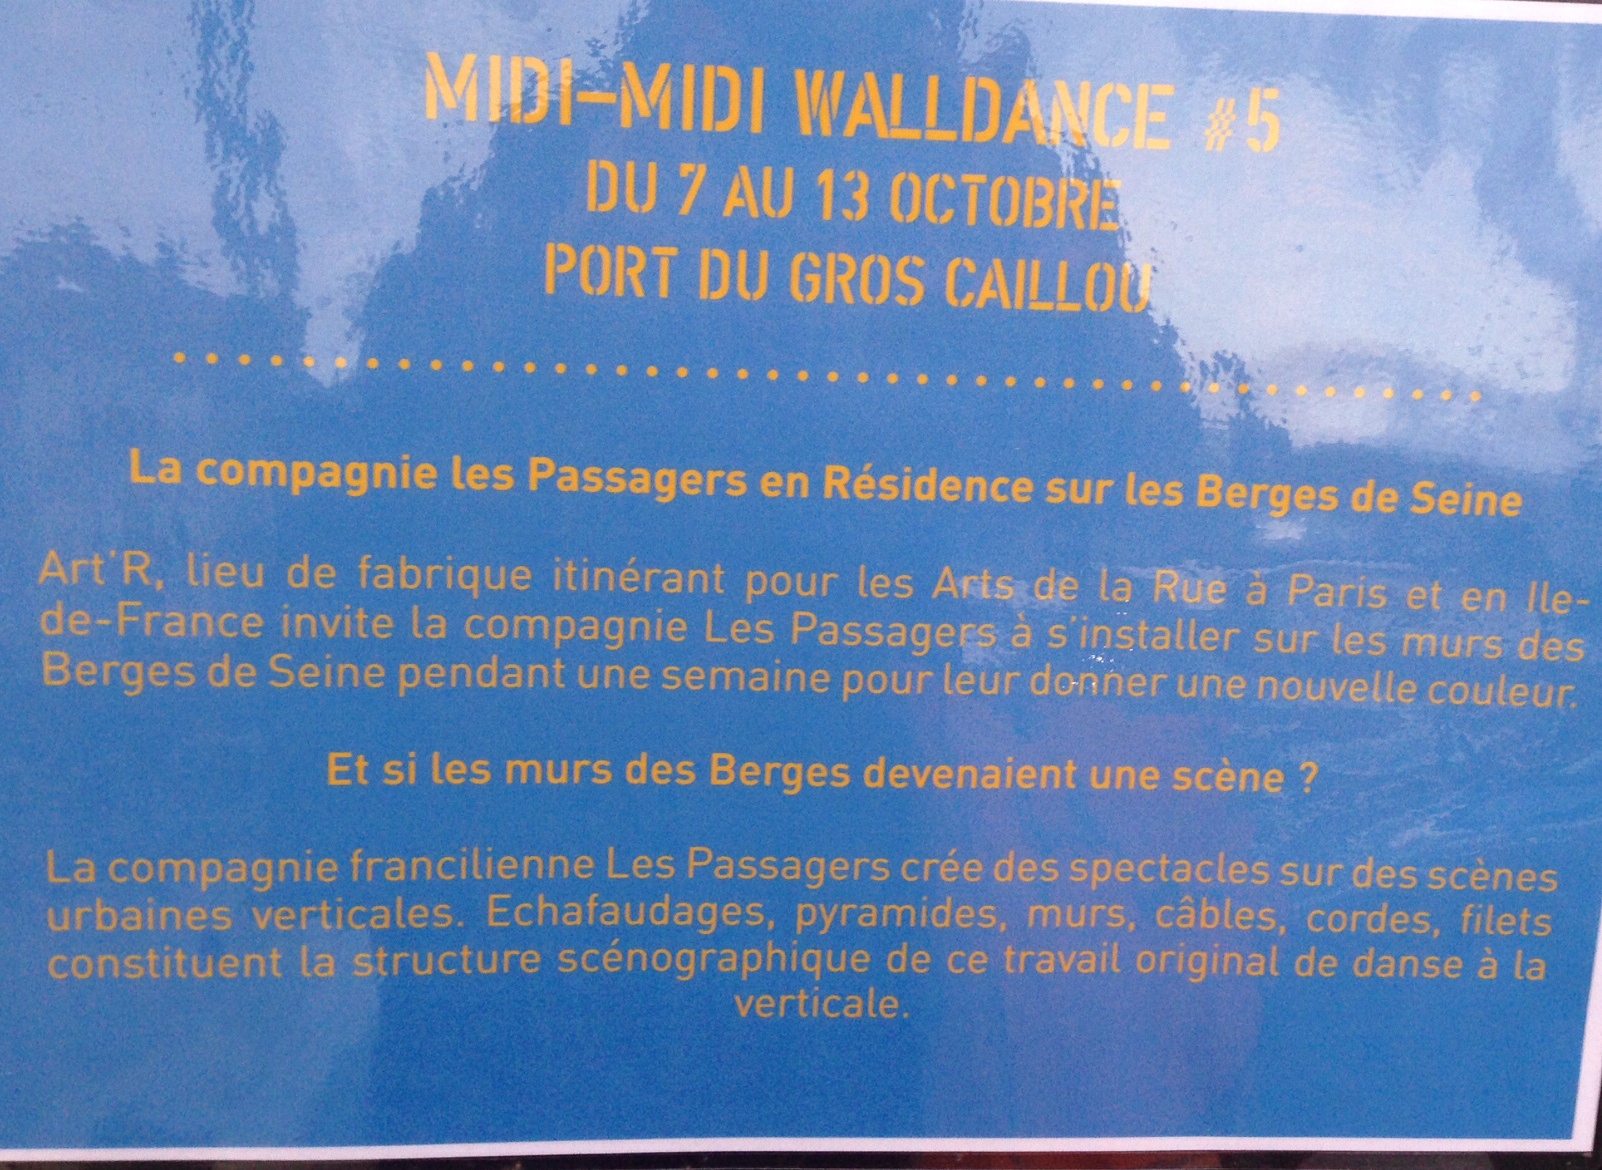 MIDI-MIDI WALLDANCE #5
DU 7 AU 13 OCTOBRE
PORT DU GROS CAILLOU
La compagnie les Passagers en Résidence sur les Berges de Seine
Art'R, lieu de fabrique itinérant pour les Arts de la Rue à Paris et en Ile-
de-France invite la compagnie Les Passagers à s'installer sur les murs des
Berges de Seine pendant une semaine pour leur donner une nouvelle couleur.
Et si les murs des Berges devenaient une scène ?
La compagnie francilienne Les Passagers crée des spectacles sur des scènes
urbaines verticales. Echafaudages, pyramides, murs, câbles, cordes, filets
constituent la structure scénographique de ce travail original de danse à la
verticale.